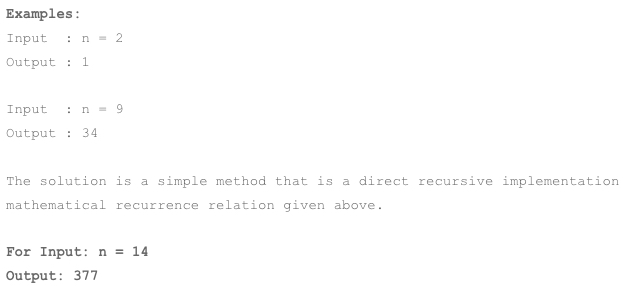 Examples:
Input  : n = 2
Output : 1
Input  : n = 9
Output : 34
The solution is a simple method that is a direct recursive implementation
mathematical recurrence relation given above.
For Input: n = 14
Output: 377